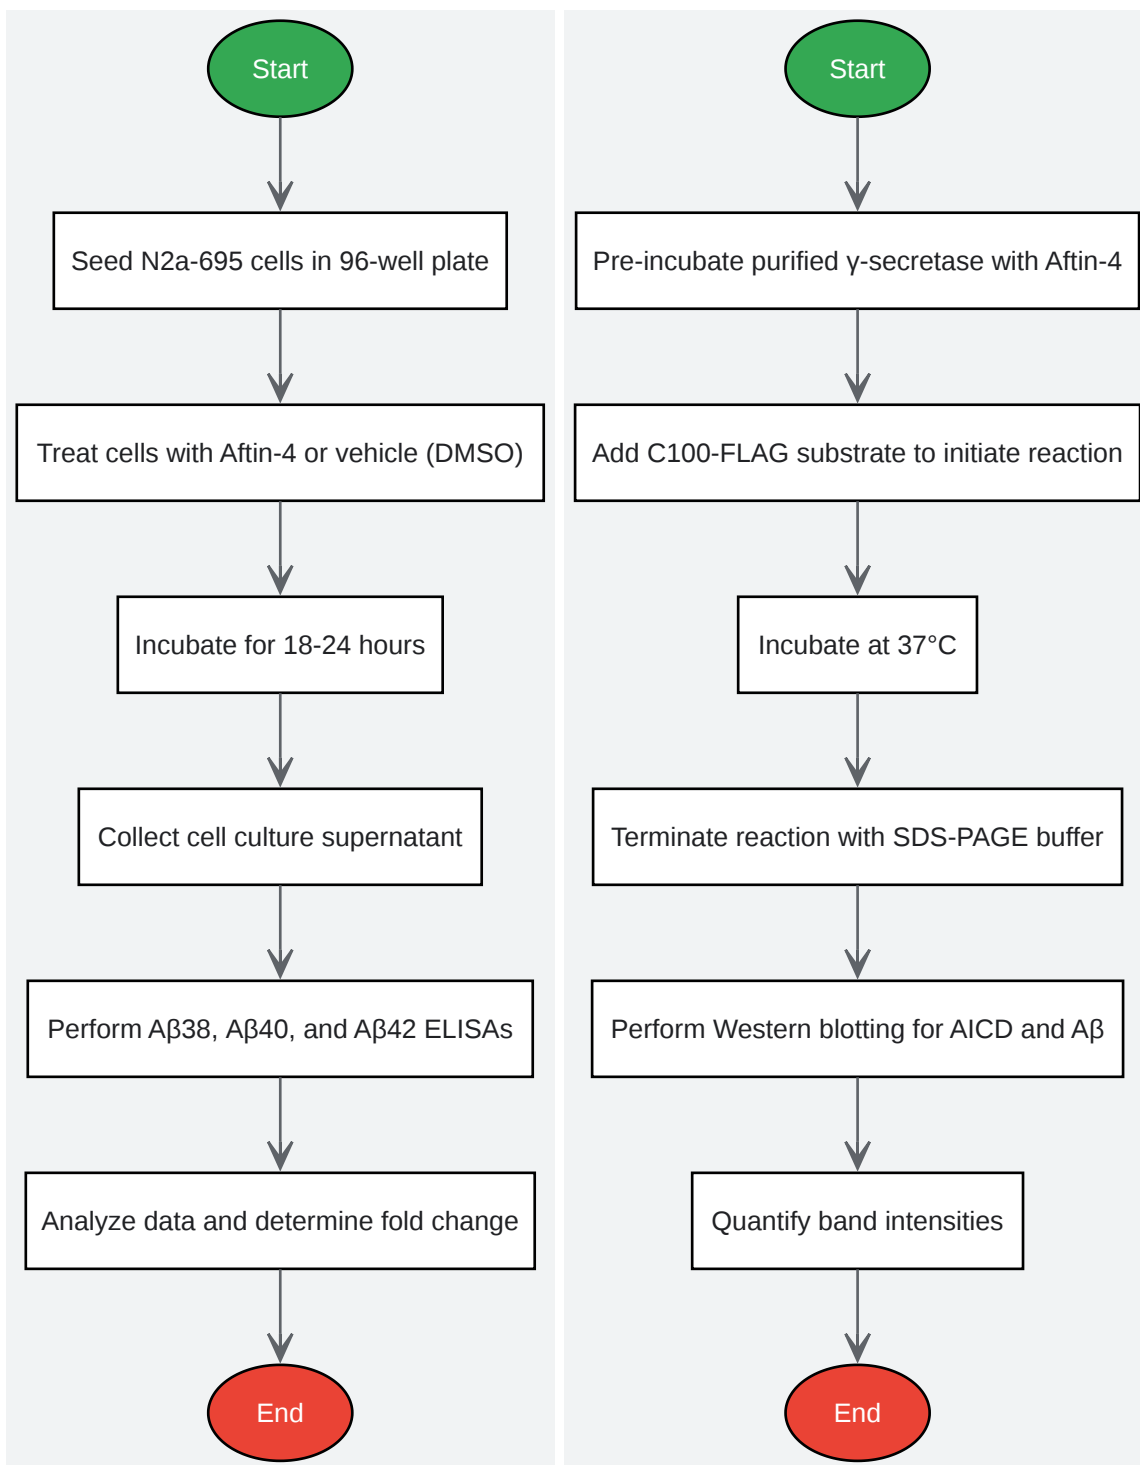 Start
Seed N2a-695 cells in 96-well plate
Treat cells with Aftin-4 or vehicle (DMSO)
Incubate for 18-24 hours
Collect cell culture supernatant
Perform Aβ38, Aβ40, and Aβ42 ELISAs
Analyze data and determine fold change
End
Start
Pre-incubate purified γ-secretase with Aftin-4
Add C100-FLAG substrate to initiate reaction
Incubate at 37°C
Terminate reaction with SDS-PAGE buffer
Perform Western blotting for AICD and Aβ
Quantify band intensities
End